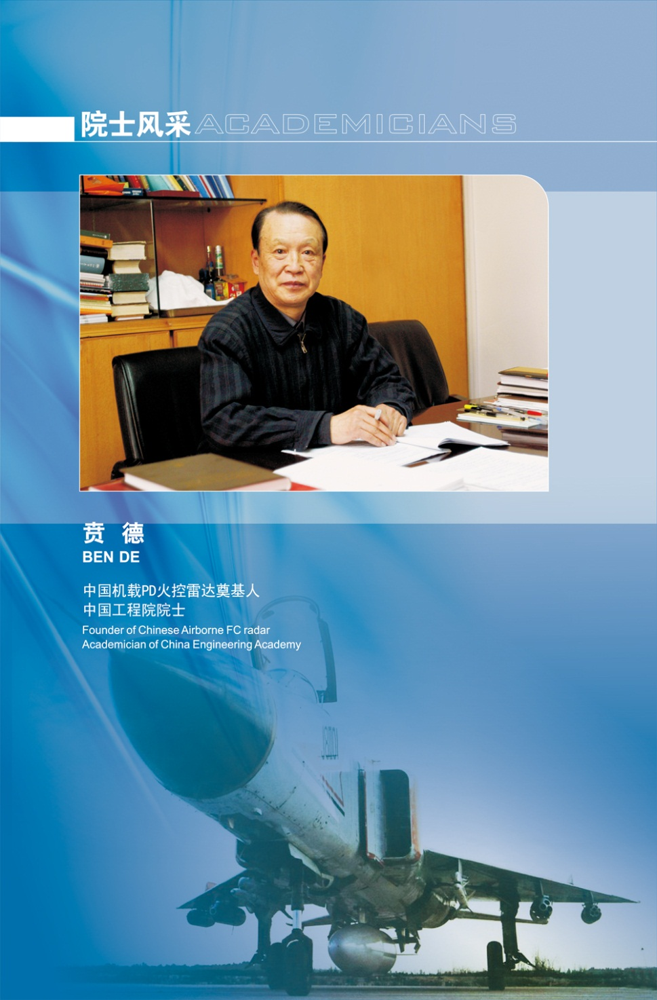 院士风采 ACADEMICIANS
贲 德
BEN DE
中国机载PD火控雷达奠基人
中国工程院院士
Founder of Chinese Airborne FC radar
Academician of China Engineering Academy